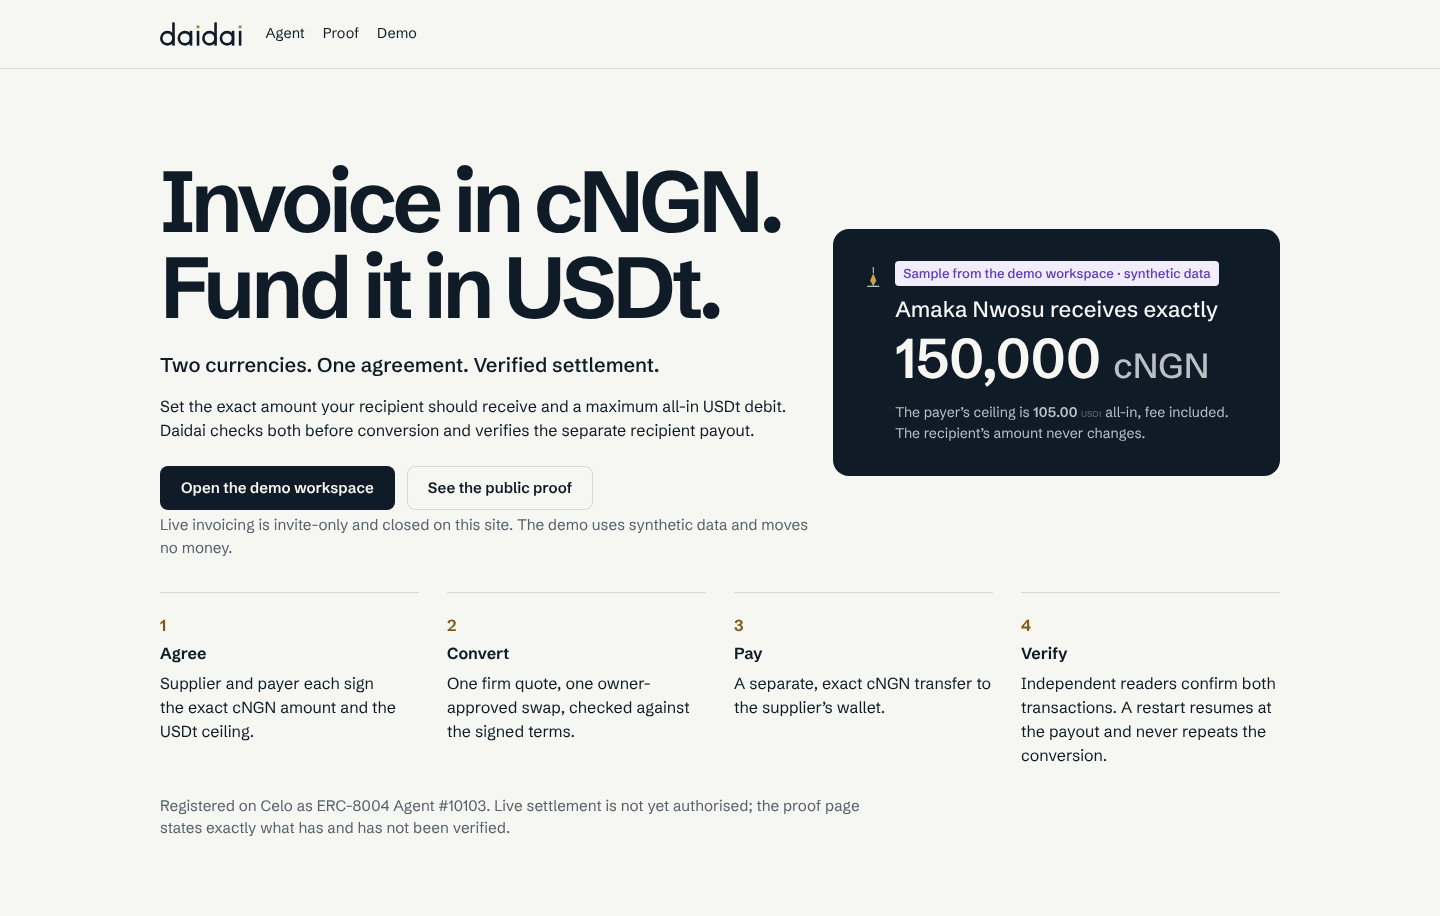 daidai Agent Proof Demo
Invoice in cNGN.
Fund it in USDt.
Two currencies. One agreement. Verified settlement.
Set the exact amount your recipient should receive and a maximum all-in USDt debit.
Daidai checks both before conversion and verifies the separate recipient payout.
Open the demo workspace
See the public proof
Live invoicing is invite-only and closed on this site. The demo uses synthetic data and moves
no money.
Sample from the demo workspace · synthetic data
Amaka Nwosu receives exactly
150,000 cNGN
The payer’s ceiling is 105.00 USDt all-in, fee included.
The recipient’s amount never changes.
1
Agree
Supplier and payer each sign
the exact cNGN amount and the
USDt ceiling.
2
Convert
One firm quote, one owner-
approved swap, checked against
the signed terms.
3
Pay
A separate, exact cNGN transfer to
the supplier’s wallet.
4
Verify
Independent readers confirm both
transactions. A restart resumes at
the payout and never repeats the
conversion.
Registered on Celo as ERC-8004 Agent #10103. Live settlement is not yet authorised; the proof page
states exactly what has and has not been verified.